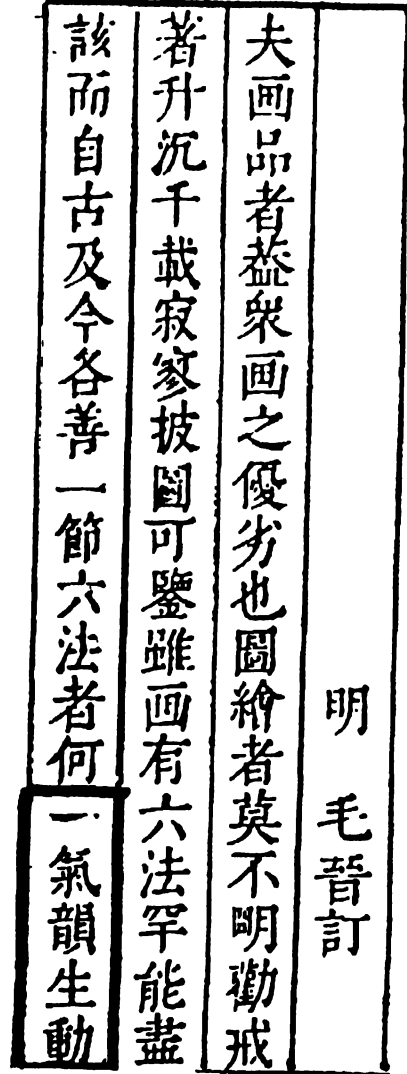 明 毛晉訂
夫画品者葢衆画之優劣也圖繪者莫不明勸戒
著升沉千載寂寥披圖可鑒雖画有六法罕能盡
該而自古及今各善一節六法者何一氣韻生動